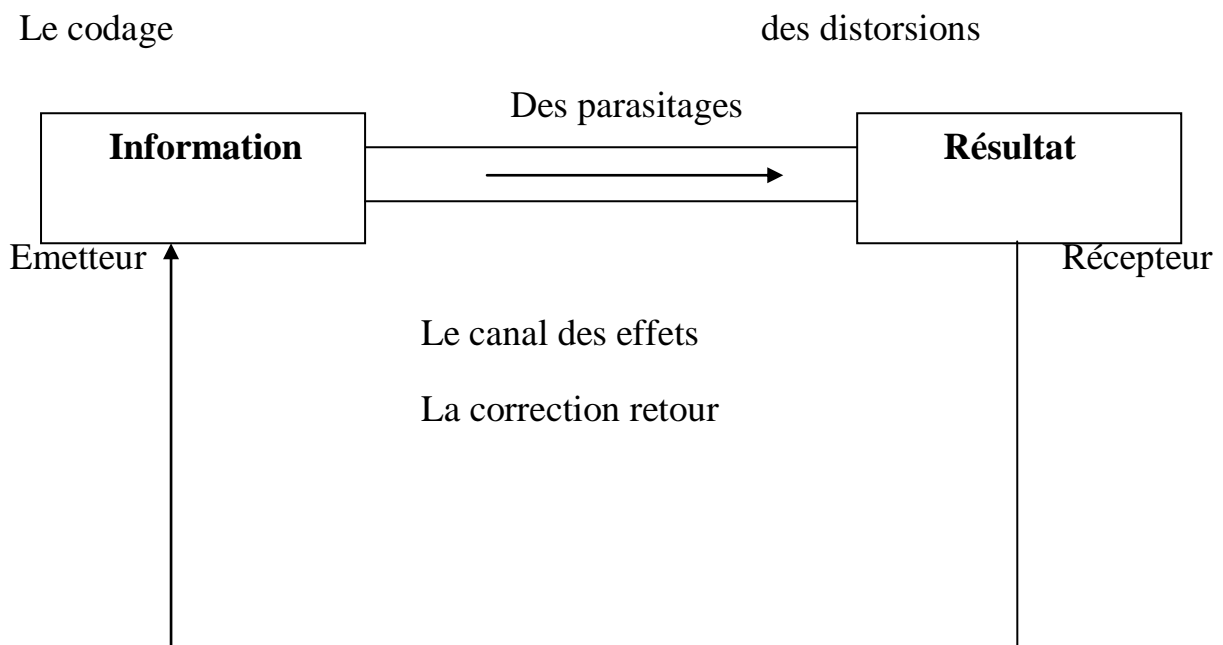 Le codage des distorsions
Des parasitages
Information Résultat
Emetteur Récepteur
Le canal des effets
La correction retour